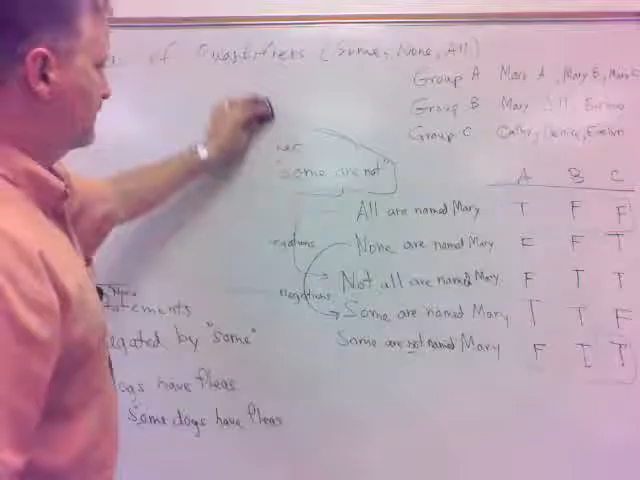 of Quantifiers (Some, None, All)
Group A Mary A, Mary B, Mary C
Group B Mary Jill,
Group C Cathy, Denice, Evelyn
"Some are not"
A B C
All are named Mary T F F
None are named Mary F F T
negations
Not all are named Mary F T T
negations
Some are named Mary T T F
Some are not named Mary F T T
egated by "some"
ogs have fleas
Some dogs have fleas